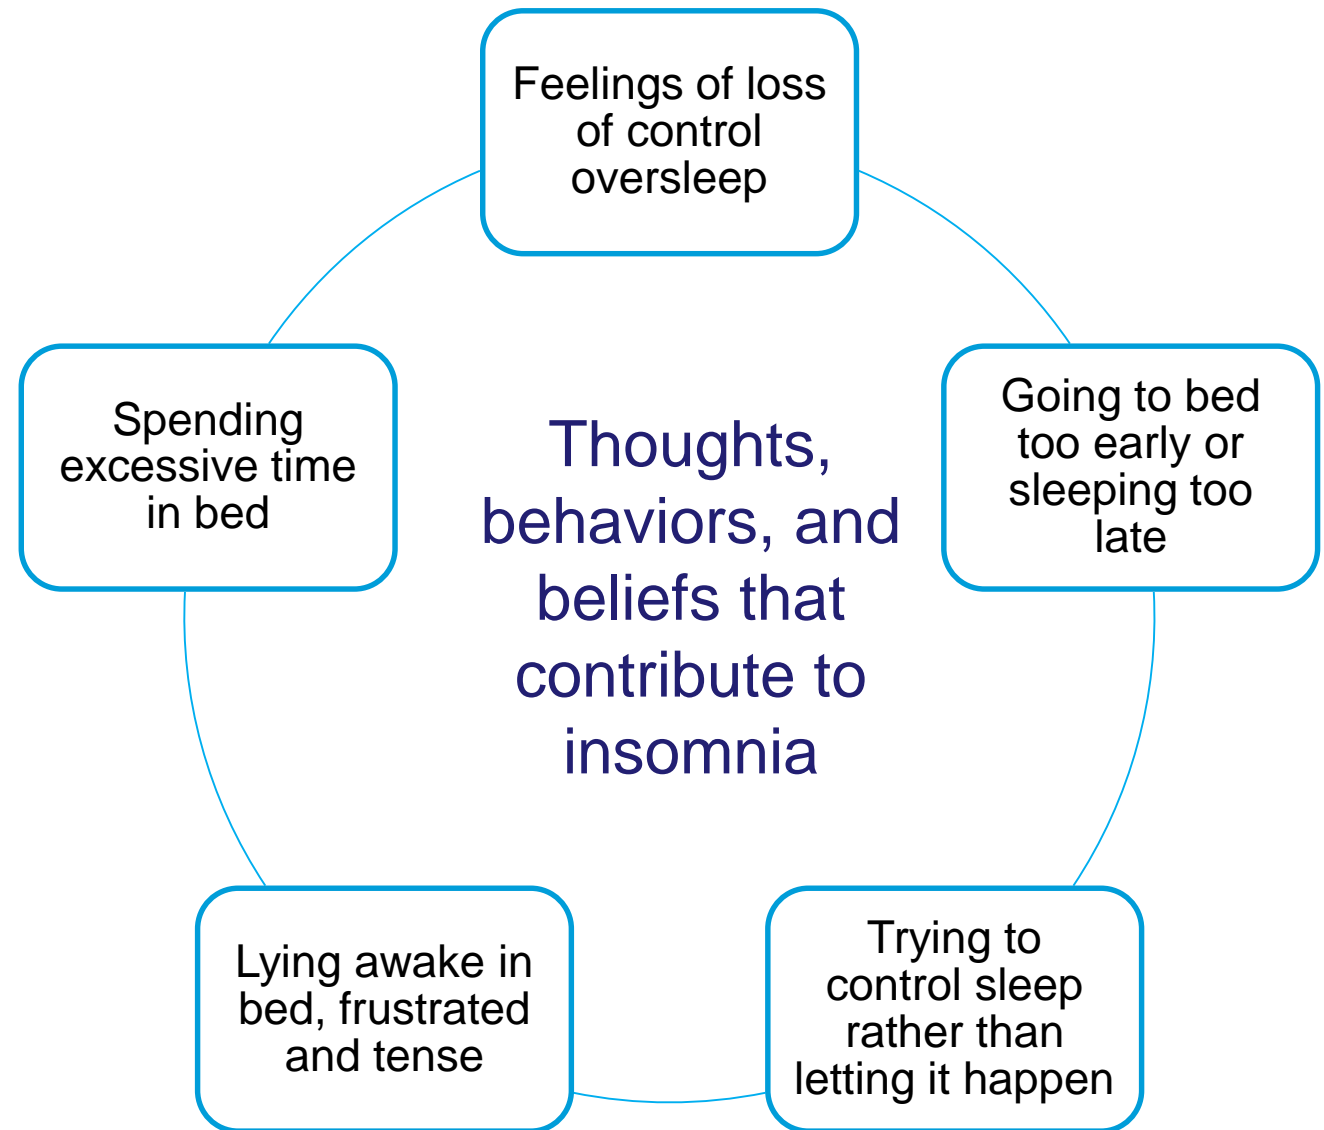 Feelings of loss
of control
oversleep
Going to bed
too early or
sleeping too
late
Trying to
control sleep
rather than
letting it happen
Lying awake in
bed, frustrated
and tense
Spending
excessive time
in bed
Thoughts,
behaviors, and
beliefs that
contribute to
insomnia